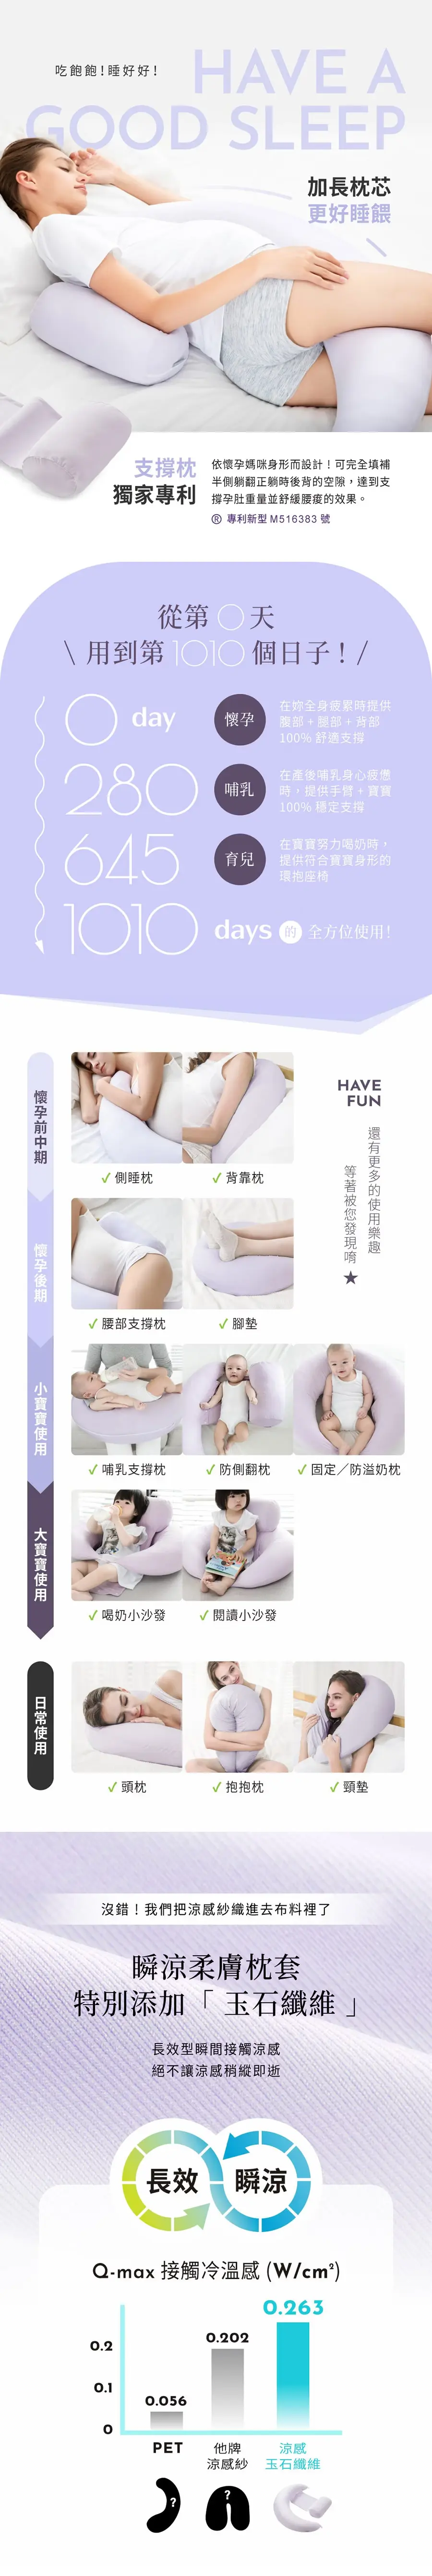 吃飽飽!睡好好!
HAVE A
GOOD SLEEP
加長枕芯
更好睡餵
支撐枕
獨家專利
依懷孕媽咪身形而設計!可完全填補
半側躺翻正躺時後背的空隙,達到支
撐孕肚重量並舒緩腰痠的效果。
® 專利新型 M516383 號
從第 0 天
\ 用到第 1010 個日子!/
0 day
懷孕
在妳全身疲累時提供
腹部 + 腿部 + 背部
100% 舒適支撐
280
哺乳
在產後哺乳身心疲憊
時,提供手臂 + 寶寶
100% 穩定支撐
645
育兒
在寶寶努力喝奶時,
提供符合寶寶身形的
環抱座椅
1010 days 的 全方位使用!
HAVE
FUN
還有更多的使用樂趣
等著被您發現唷★
懷孕前中期
✓ 側睡枕
✓ 背靠枕
懷孕後期
✓ 腰部支撐枕
✓ 腳墊
小寶寶使用
✓ 哺乳支撐枕
✓ 防側翻枕
✓ 固定/防溢奶枕
大寶寶使用
✓ 喝奶小沙發
✓ 閱讀小沙發
日常使用
✓ 頭枕
✓ 抱抱枕
✓ 頸墊
沒錯!我們把涼感紗織進去布料裡了
瞬涼柔膚枕套
特別添加「 玉石纖維 」
長效型瞬間接觸涼感
絕不讓涼感稍縱即逝
長效
瞬涼
Q-max 接觸冷溫感 (W/cm²)
0.263
0.202
0.056
0.2
0.1
0
PET
他牌
涼感紗
涼感
玉石纖維
?
?